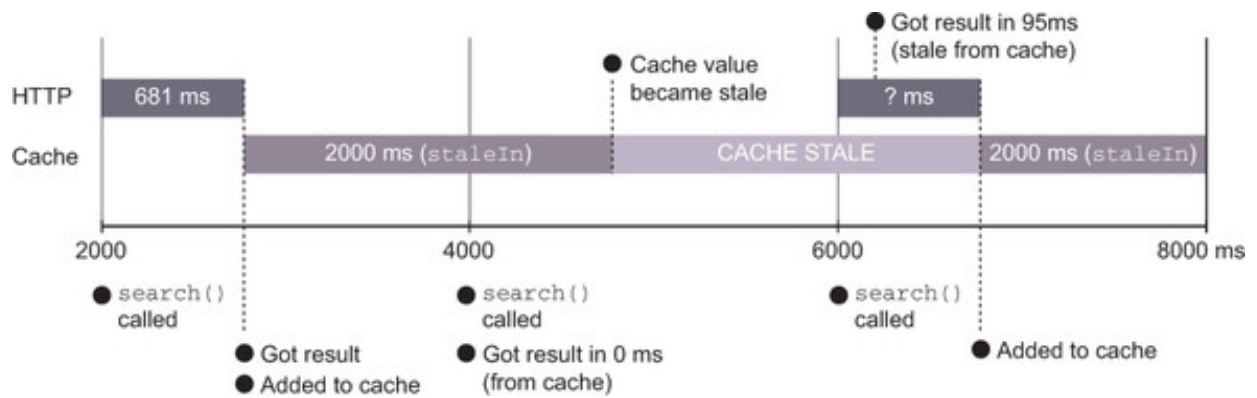 Got result in 95ms
(stale from cache)
Cache value
became stale
HTTP
681 ms
? ms
Cache
2000 ms (staleIn)
CACHE STALE
2000 ms (staleIn)
2000
4000
6000
8000 ms
search()
called
search()
called
search()
called
Got result
Added to cache
Got result in 0 ms
(from cache)
Added to cache